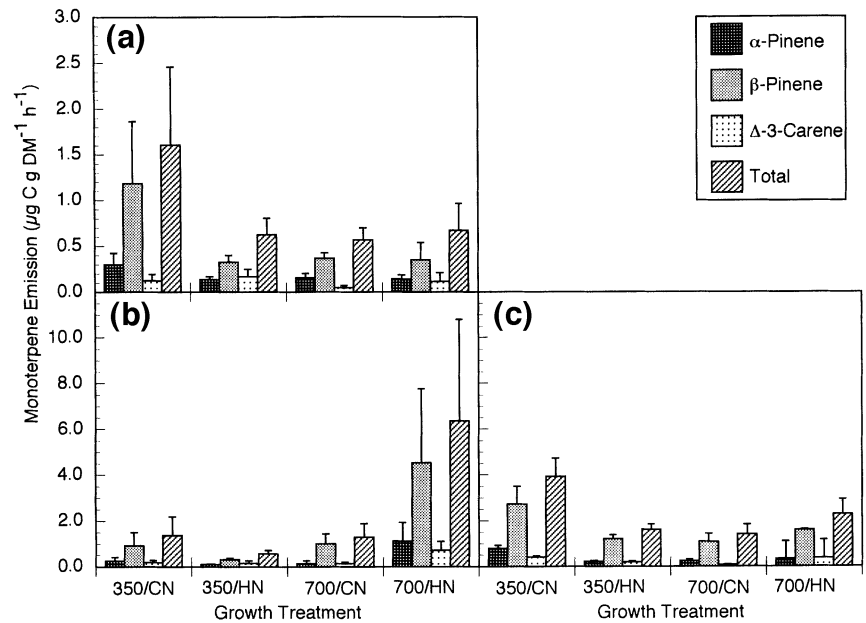 (a)
3.0
2.5
2.0
1.5
1.0
0.5
0.0
α-Pinene
β-Pinene
Δ-3-Carene
Total
Monoterpene Emission (μg C g DM⁻¹ h⁻¹)
(b)
10.0
8.0
6.0
4.0
2.0
0.0
(c)
350/CN 350/HN 700/CN 700/HN
Growth Treatment
350/CN 350/HN 700/CN 700/HN
Growth Treatment